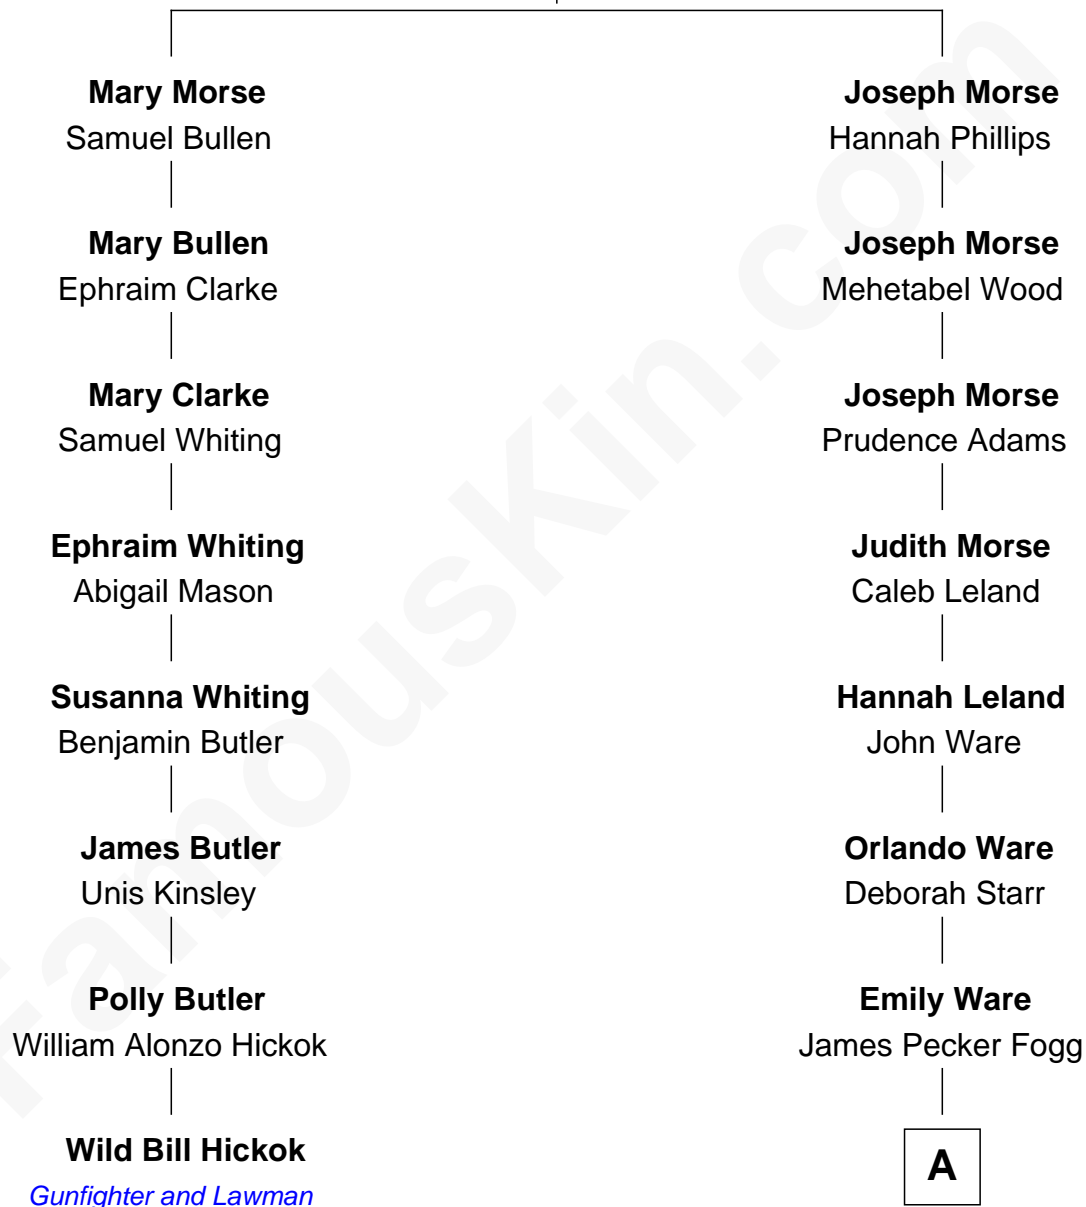 Mary Morse
Samuel Bullen
Mary Bullen
Ephraim Clarke
Mary Clarke
Samuel Whiting
Ephraim Whiting
Abigail Mason
Susanna Whiting
Benjamin Butler
James Butler
Unis Kinsley
Polly Butler
William Alonzo Hickok
Wild Bill Hickok
Gunfighter and Lawman
Joseph Morse
Hannah Phillips
Joseph Morse
Mehetabel Wood
Joseph Morse
Prudence Adams
Judith Morse
Caleb Leland
Hannah Leland
John Ware
Orlando Ware
Deborah Starr
Emily Ware
James Pecker Fogg
A
FamousKin.com